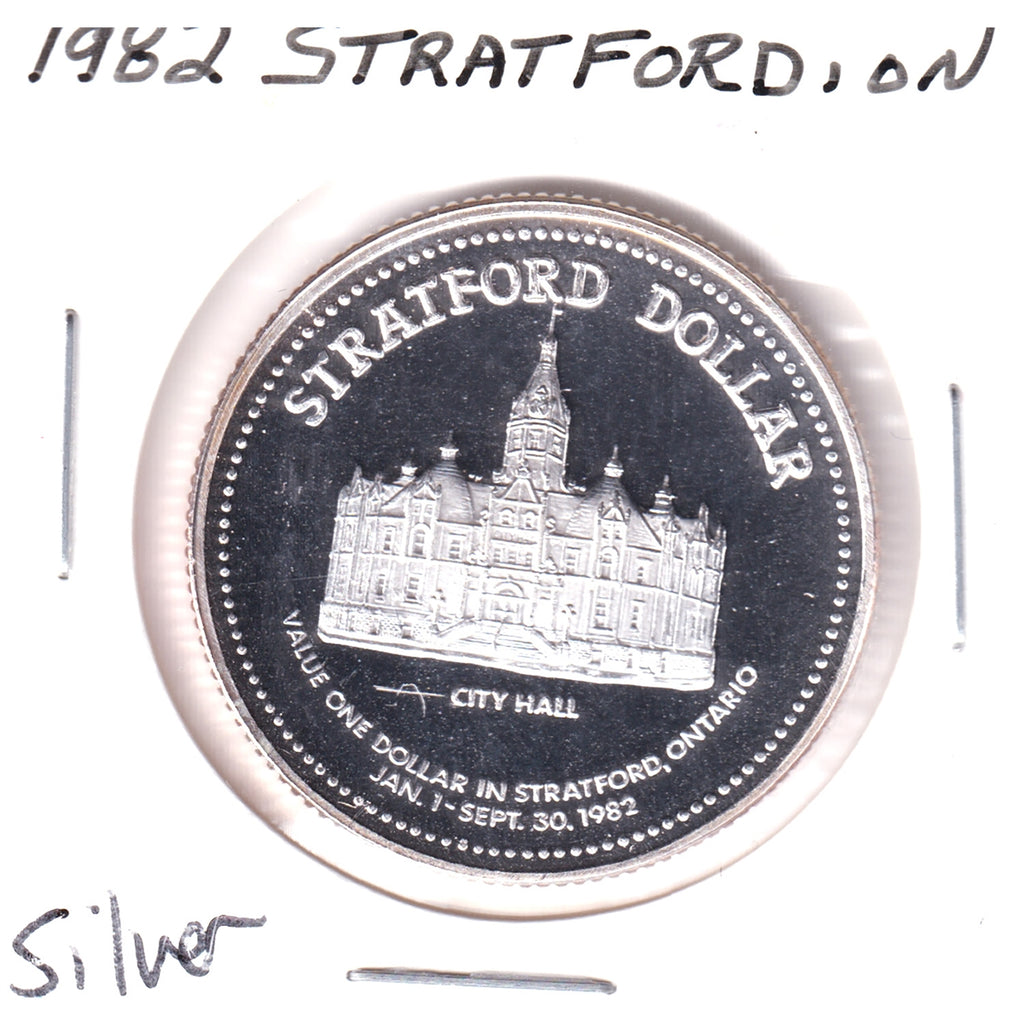 1982 STRATFORD, ON
STRATFORD DOLLAR
CITY HALL
VALUE ONE DOLLAR IN STRATFORD, ONTARIO
JAN. 1 - SEPT. 30. 1982
Silver